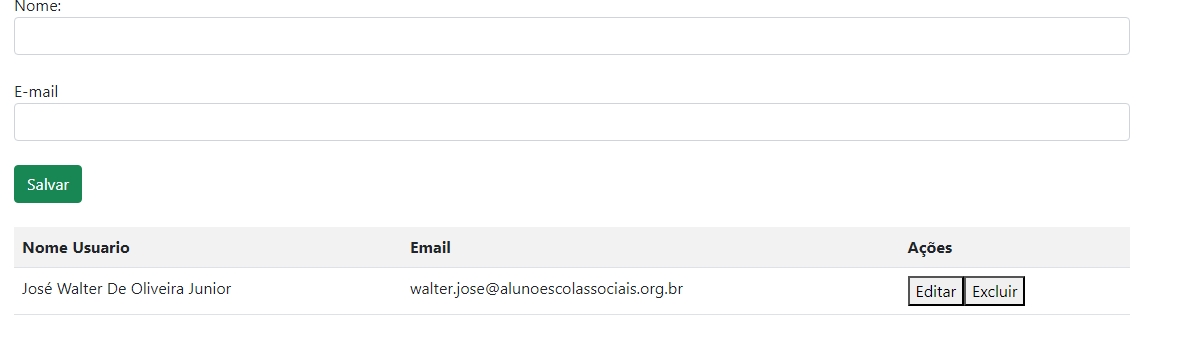 Nome:
E-mail
Salvar
Nome Usuario Email Ações
José Walter De Oliveira Junior walter.jose@alunoescolassociais.org.br Editar Excluir